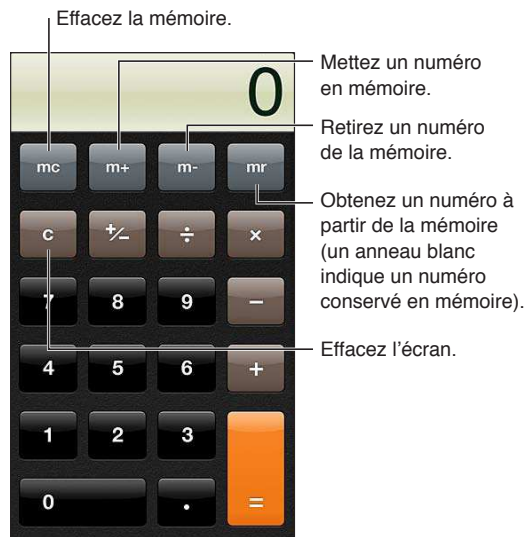 Effacez la mémoire.
0
Mettez un numéro
en mémoire.
Retirez un numéro
de la mémoire.
mc m+ m- mr
Obtenez un numéro à
partir de la mémoire
(un anneau blanc
indique un numéro
conservé en mémoire).
c +/− ÷ ×
7 8 9 −
Effacez l'écran.
4 5 6 +
1 2 3
0 . =